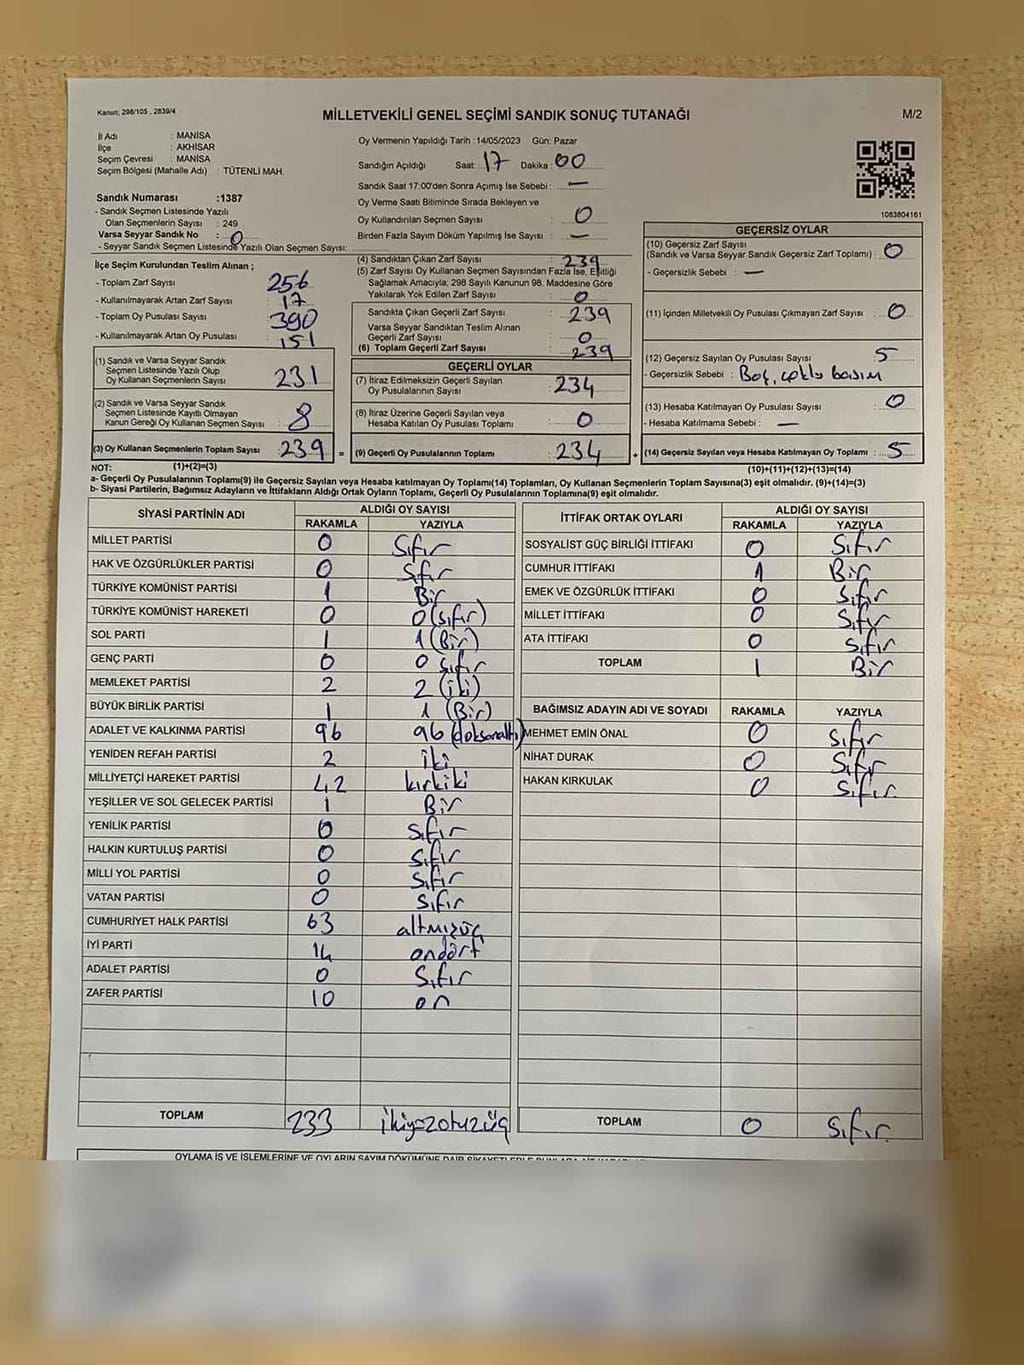 Kanun: 298/105 , 2839/4
MİLLETVEKİLİ GENEL SEÇİMİ SANDIK SONUÇ TUTANAĞI
M/2
İl Adı : MANİSA
İlçe : AKHİSAR
Seçim Çevresi : MANİSA
Seçim Bölgesi (Mahalle Adı) : TÜTENLİ MAH.
Oy Vermenin Yapıldığı Tarih : 14/05/2023 Gün: Pazar
Sandığın Açıldığı Saat: 17 Dakika: 00
Sandık Saat 17:00'den Sonra Açımış İse Sebebi : —
Oy Verme Saati Bitiminde Sırada Bekleyen ve
Oy Kullandırılan Seçmen Sayısı : 0
Birden Fazla Sayım Döküm Yapılmış İse Sayısı : —
1083804161
Sandık Numarası :1387
- Sandık Seçmen Listesinde Yazılı
Olan Seçmenlerin Sayısı : 249
Varsa Seyyar Sandık No : 0
- Seyyar Sandık Seçmen Listesinde Yazılı Olan Seçmen Sayısı:
İlçe Seçim Kurulundan Teslim Alınan ;
- Toplam Zarf Sayısı : 256
- Kullanılmayarak Artan Zarf Sayısı : 17
- Toplam Oy Pusulası Sayısı : 390
- Kullanılmayarak Artan Oy Pusulası : 151
(1) Sandık ve Varsa Seyyar Sandık
Seçmen Listesinde Yazılı Olup
Oy Kullanan Seçmenlerin Sayısı : 231
(2) Sandık ve Varsa Seyyar Sandık
Seçmen Listesinde Kayıtlı Olmayan
Kanun Gereği Oy Kullanan Seçmen Sayısı : 8
(3) Oy Kullanan Seçmenlerin Toplam Sayısı : 239 =
(4) Sandıktan Çıkan Zarf Sayısı : 239
(5) Zarf Sayısı Oy Kullanan Seçmen Sayısından Fazla İse, Eşitliği
Sağlamak Amacıyla, 298 Sayılı Kanunun 98. Maddesine Göre
Yakılarak Yok Edilen Zarf Sayısı : 0
Sandıkta Çıkan Geçerli Zarf Sayısı : 239
Varsa Seyyar Sandıktan Teslim Alınan
Geçerli Zarf Sayısı : 0
(6) Toplam Geçerli Zarf Sayısı : 239
GEÇERLİ OYLAR
(7) İtiraz Edilmeksizin Geçerli Sayılan
Oy Pusulalarının Sayısı : 234
(8) İtiraz Üzerine Geçerli Sayılan veya
Hesaba Katılan Oy Pusulası Toplamı : 0
(9) Geçerli Oy Pusulalarının Toplamı : 234 +
GEÇERSİZ OYLAR
(10) Geçersiz Zarf Sayısı
(Sandık ve Varsa Seyyar Sandık Geçersiz Zarf Toplamı) : 0
- Geçersizlik Sebebi : —
(11) İçinden Milletvekili Oy Pusulası Çıkmayan Zarf Sayısı : 0
(12) Geçersiz Sayılan Oy Pusulası Sayısı : 5
- Geçersizlik Sebebi : Boş, çoklu basım
(13) Hesaba Katılmayan Oy Pusulası Sayısı : 0
- Hesaba Katılmama Sebebi : —
(14) Geçersiz Sayılan veya Hesaba Katılmayan Oy Toplamı : 5
NOT: (1)+(2)=(3)
(10)+(11)+(12)+(13)=(14)
a- Geçerli Oy Pusulalarının Toplamı(9) ile Geçersiz Sayılan veya Hesaba Katılmayan Oy Toplamı(14) Toplamları, Oy Kullanan Seçmenlerin Toplam Sayısına(3) eşit olmalıdır. (9)+(14)=(3)
b- Siyasi Partilerin, Bağımsız Adayların ve İttifakların Aldığı Ortak Oyların Toplamı, Geçerli Oy Pusulalarının Toplamına(9) eşit olmalıdır.
SİYASİ PARTİNİN ADI ALDIĞI OY SAYISI
RAKAMLA YAZIYLA
MİLLET PARTİSİ 0 Sıfır
HAK VE ÖZGÜRLÜKLER PARTİSİ 0 Sıfır
TÜRKİYE KOMÜNİST PARTİSİ 1 Bir
TÜRKİYE KOMÜNİST HAREKETİ 0 0 (sıfır)
SOL PARTİ 1 1 (Bir)
GENÇ PARTİ 0 0 sıfır
MEMLEKET PARTİSİ 2 2 (iki)
BÜYÜK BİRLİK PARTİSİ 1 1 (Bir)
ADALET VE KALKINMA PARTİSİ 96 96 (doksanaltı)
YENİDEN REFAH PARTİSİ 2 iki
MİLLİYETÇİ HAREKET PARTİSİ 42 kırkiki
YEŞİLLER VE SOL GELECEK PARTİSİ 1 Bir
YENİLİK PARTİSİ 0 Sıfır
HALKIN KURTULUŞ PARTİSİ 0 Sıfır
MİLLİ YOL PARTİSİ 0 Sıfır
VATAN PARTİSİ 0 Sıfır
CUMHURİYET HALK PARTİSİ 63 altmışüç
İYİ PARTİ 14 ondört
ADALET PARTİSİ 0 Sıfır
ZAFER PARTİSİ 10 on
TOPLAM 233 ikiyüzotuzüç
İTTİFAK ORTAK OYLARI ALDIĞI OY SAYISI
RAKAMLA YAZIYLA
SOSYALİST GÜÇ BİRLİĞİ İTTİFAKI 0 Sıfır
CUMHUR İTTİFAKI 1 Bir
EMEK VE ÖZGÜRLÜK İTTİFAKI 0 Sıfır
MİLLET İTTİFAKI 0 Sıfır
ATA İTTİFAKI 0 Sıfır
TOPLAM 1 Bir
BAĞIMSIZ ADAYIN ADI VE SOYADI RAKAMLA YAZIYLA
MEHMET EMİN ÖNAL 0 Sıfır
NİHAT DURAK 0 Sıfır
HAKAN KIRKULAK 0 Sıfır
TOPLAM 0 Sıfır